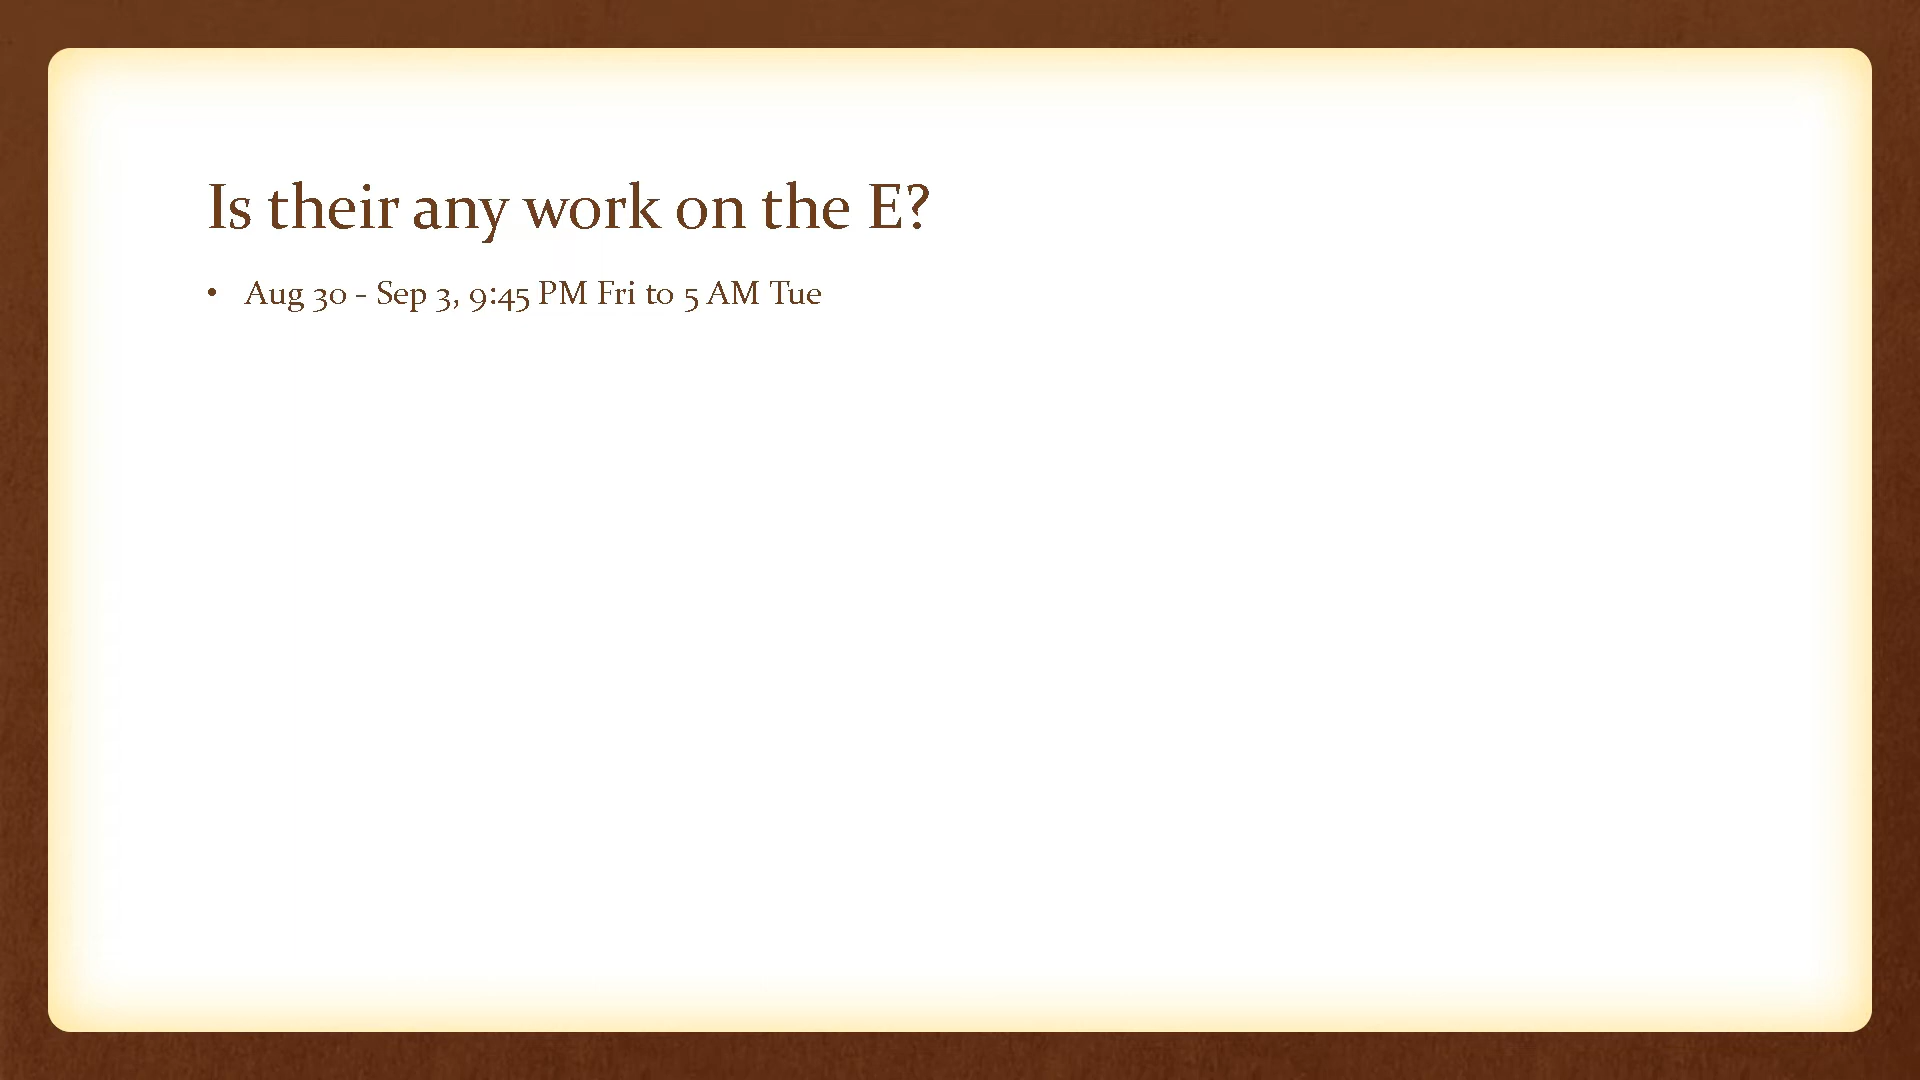 Is their any work on the E?
• Aug 30 - Sep 3, 9:45 PM Fri to 5 AM Tue